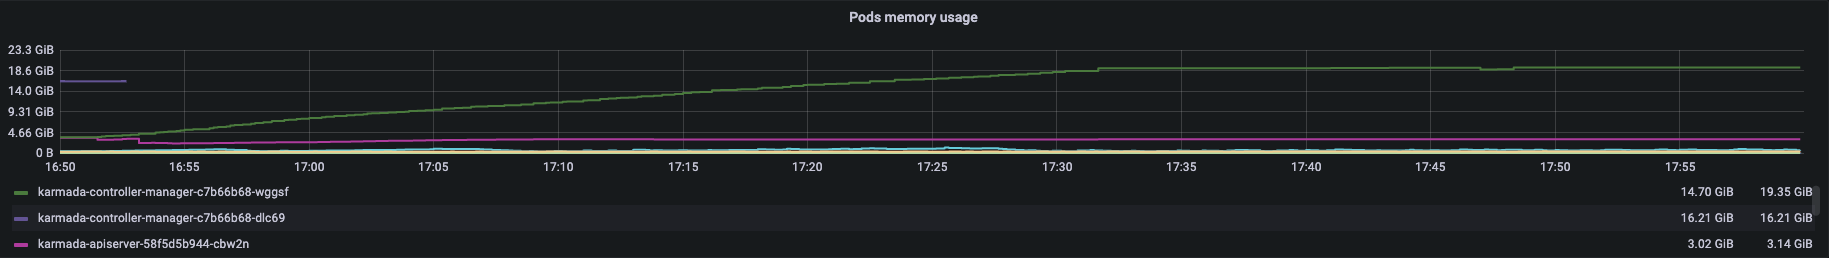 Pods memory usage
23.3 GiB
18.6 GiB
14.0 GiB
9.31 GiB
4.66 GiB
0 B
16:50 16:55 17:00 17:05 17:10 17:15 17:20 17:25 17:30 17:35 17:40 17:45 17:50 17:55
karmada-controller-manager-c7b66b68-wggsf 14.70 GiB 19.35 GiB
karmada-controller-manager-c7b66b68-dlc69 16.21 GiB 16.21 GiB
karmada-apiserver-58f5d5b944-cbw2n 3.02 GiB 3.14 GiB